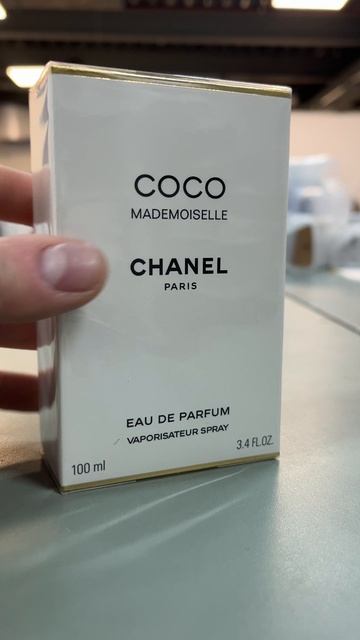 COCO
MADEMOISELLE
CHANEL
PARIS
EAU DE PARFUM
VAPORISATEUR SPRAY
100 ml
3.4 FL.OZ.